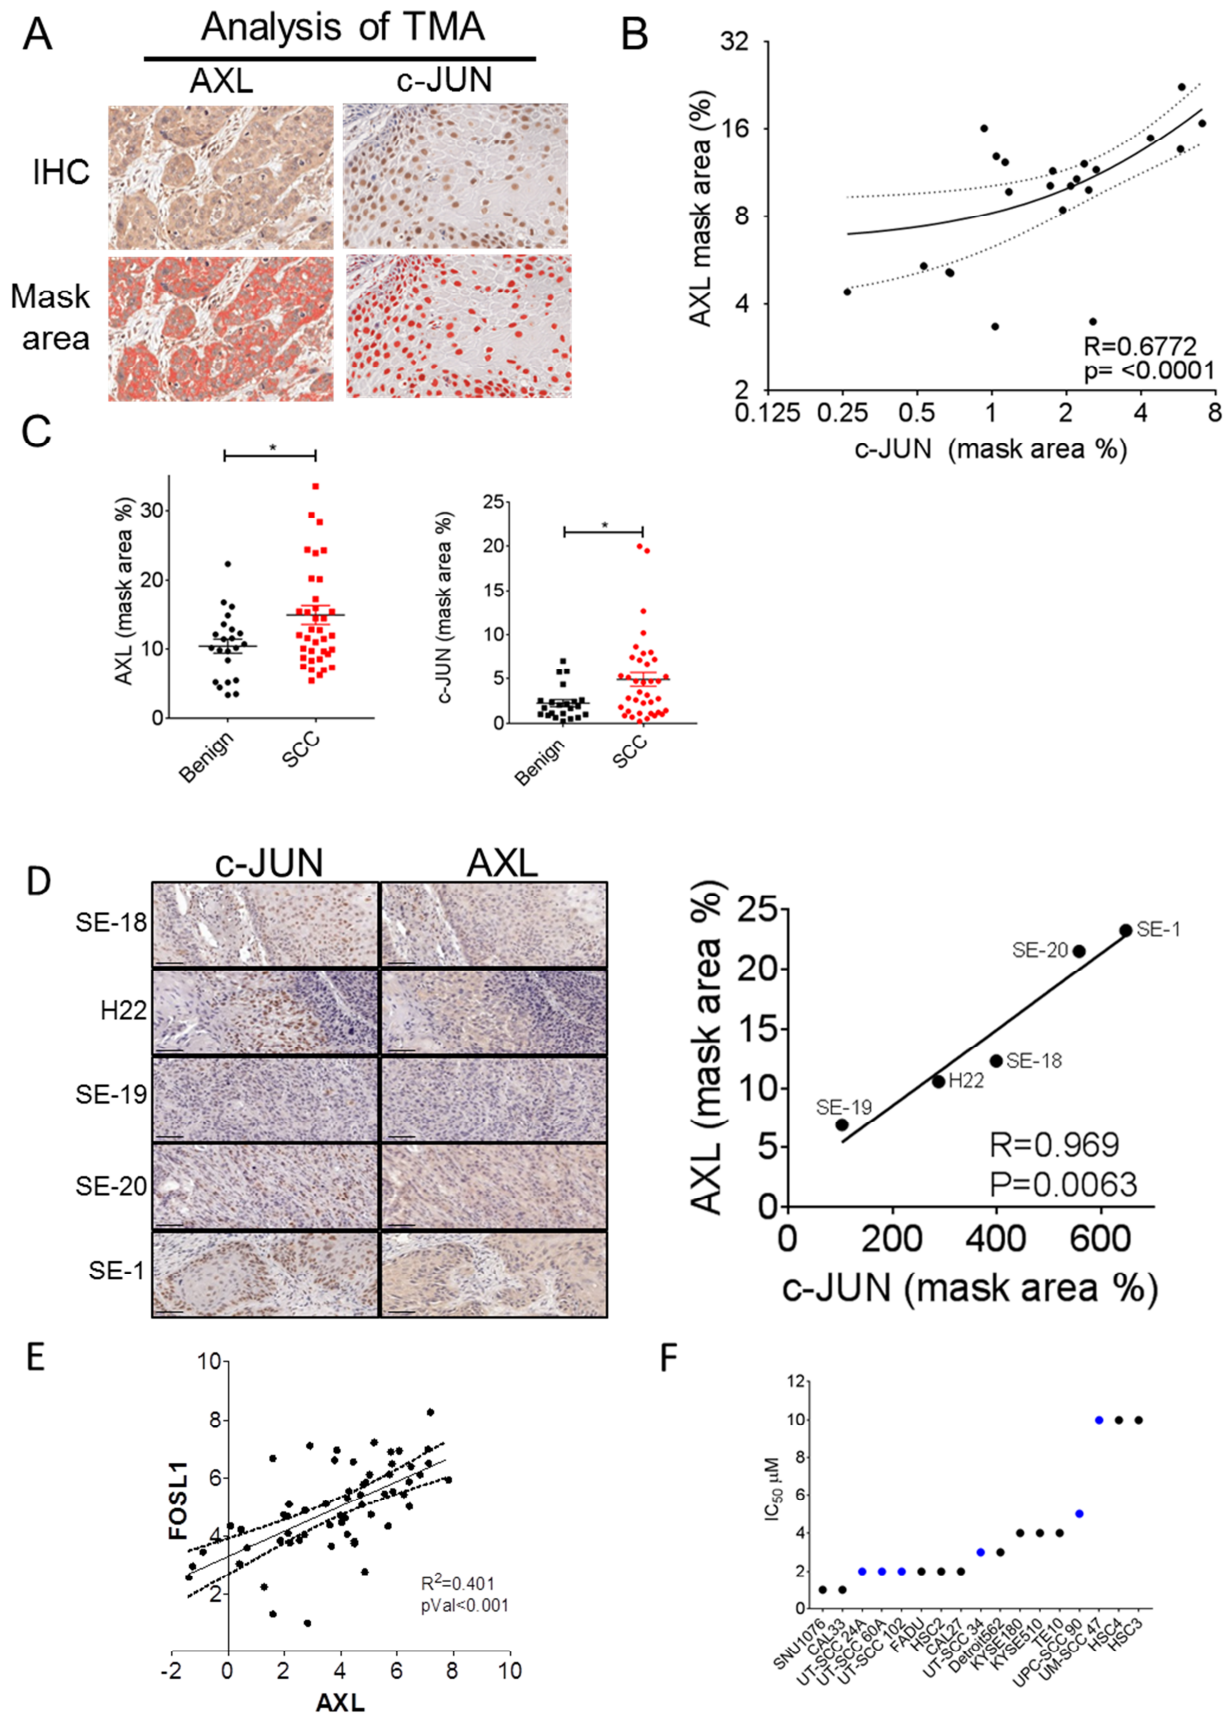 A
Analysis of TMA
AXL
c-JUN
IHC
Mask
area
B
AXL mask area (%)
32
16
8
4
2
R=0.6772
p= <0.0001
0.125
0.25
0.5
1
2
4
8
c-JUN (mask area %)
C
*
AXL (mask area %)
30
20
10
0
Benign
SCC
*
c-JUN (mask area %)
25
20
15
10
5
0
Benign
SCC
D
c-JUN
AXL
SE-18
H22
SE-19
SE-20
SE-1
AXL (mask area %)
25
20
15
10
5
0
SE-1
SE-20
SE-18
H22
SE-19
R=0.969
P=0.0063
0
200
400
600
c-JUN (mask area %)
E
FOSL1
10
8
6
4
2
R2=0.401
pVal<0.001
-2
0
2
4
6
8
10
AXL
F
IC50 µM
12
10
8
6
4
2
0
SNU1076
CAL33
UT-SCC 24A
UT-SCC 60A
UT-SCC 102
FADU
HSC2
CAL27
UT-SCC 34
Detroit562
KYSE180
KYSE510
TE10
UPC-SCC 90
UM-SCC 47
HSC4
HSC3